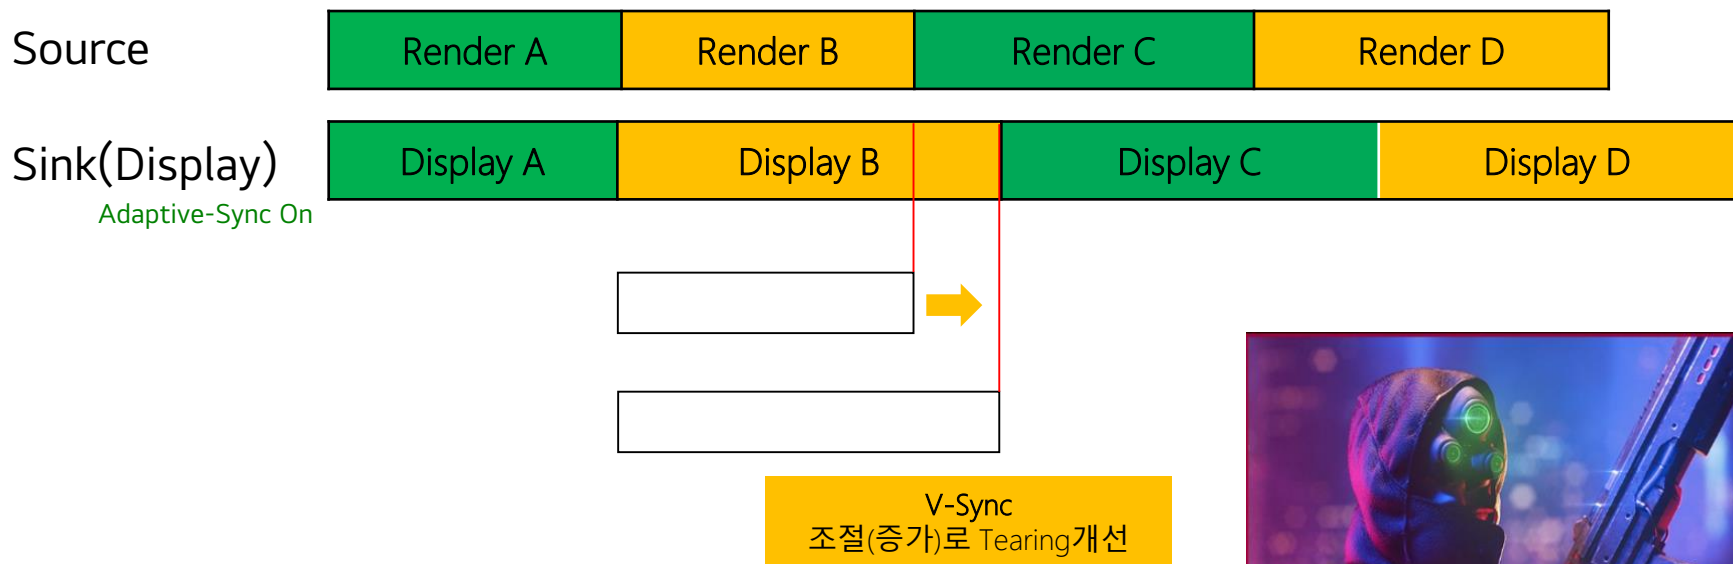 Source
Render A
Render B
Render C
Render D
Sink(Display)
Adaptive-Sync On
Display A
Display B
Display C
Display D
V-Sync
조절(증가)로 Tearing개선